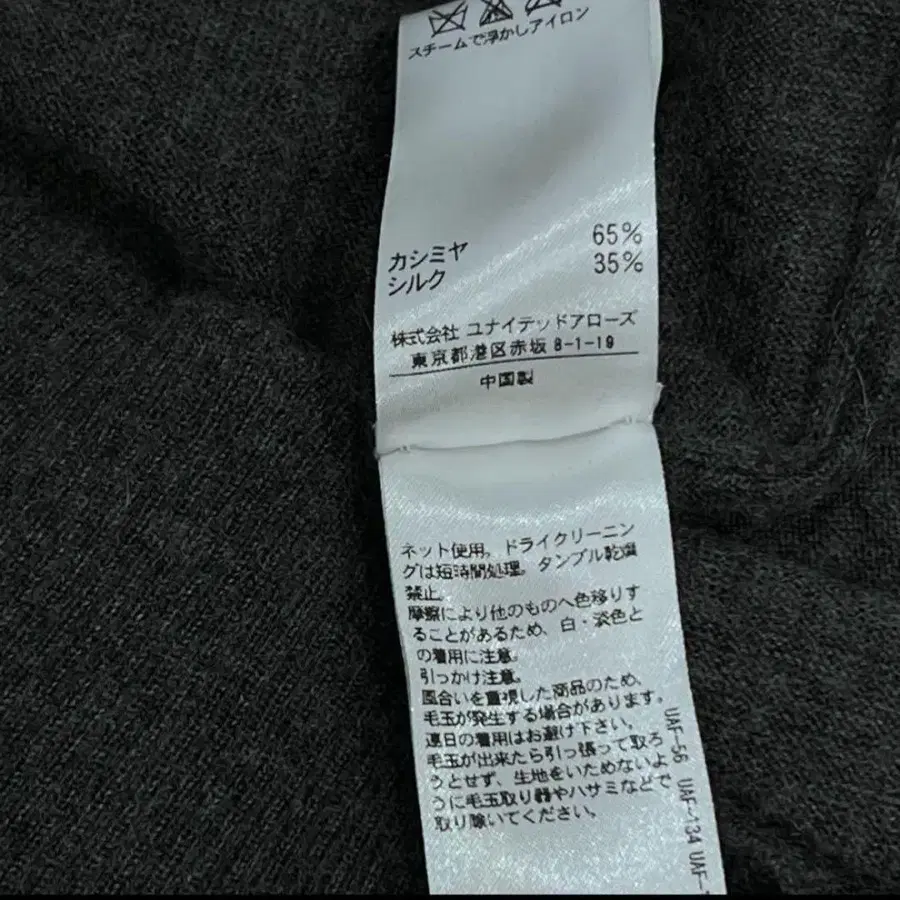 スチームで浮かしアイロン
カシミヤ 65%
シルク 35%
株式会社 ユナイテッドアローズ
東京都港区赤坂 8-1-19
中国製
ネット使用。ドライクリーニン
グは短時間処理。タンブル乾燥
禁止。
摩擦により他のものへ色移りす
ることがあるため、白・淡色と
の着用に注意。
引っかけ注意。
風合いを重視した商品のため、
毛玉が発生する場合があります。
連日の着用はお避け下さい。
毛玉が出来たら引っ張って取ろ
うとせず、生地をいためないよ
うに毛玉取り器やハサミなどで
取り除いてください。
UAF-56 UAF-134 UAF-